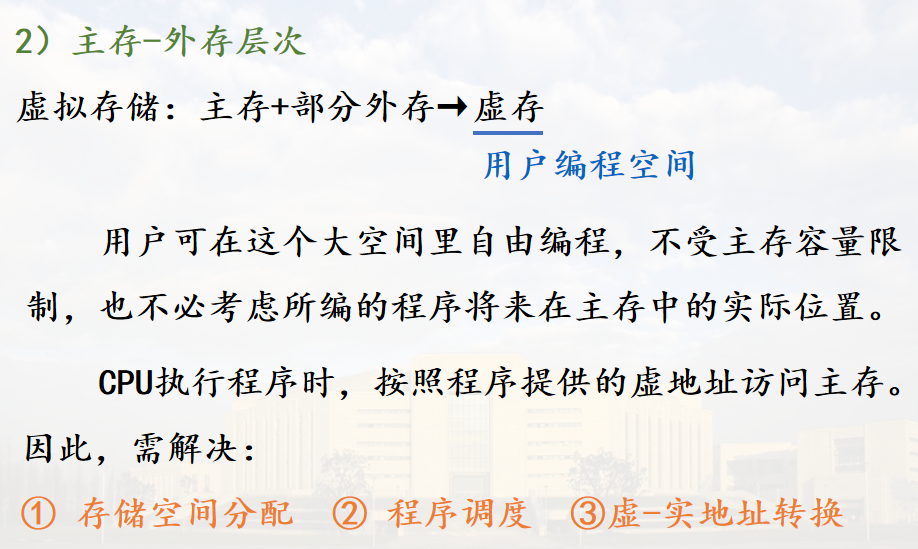 2）主存-外存层次
虚拟存储：主存+部分外存→虚存
用户编程空间
用户可在这个大空间里自由编程，不受主存容量限
制，也不必考虑所编的程序将来在主存中的实际位置。
CPU执行程序时，按照程序提供的虚地址访问主存。
因此，需解决：
① 存储空间分配 ② 程序调度 ③虚-实地址转换